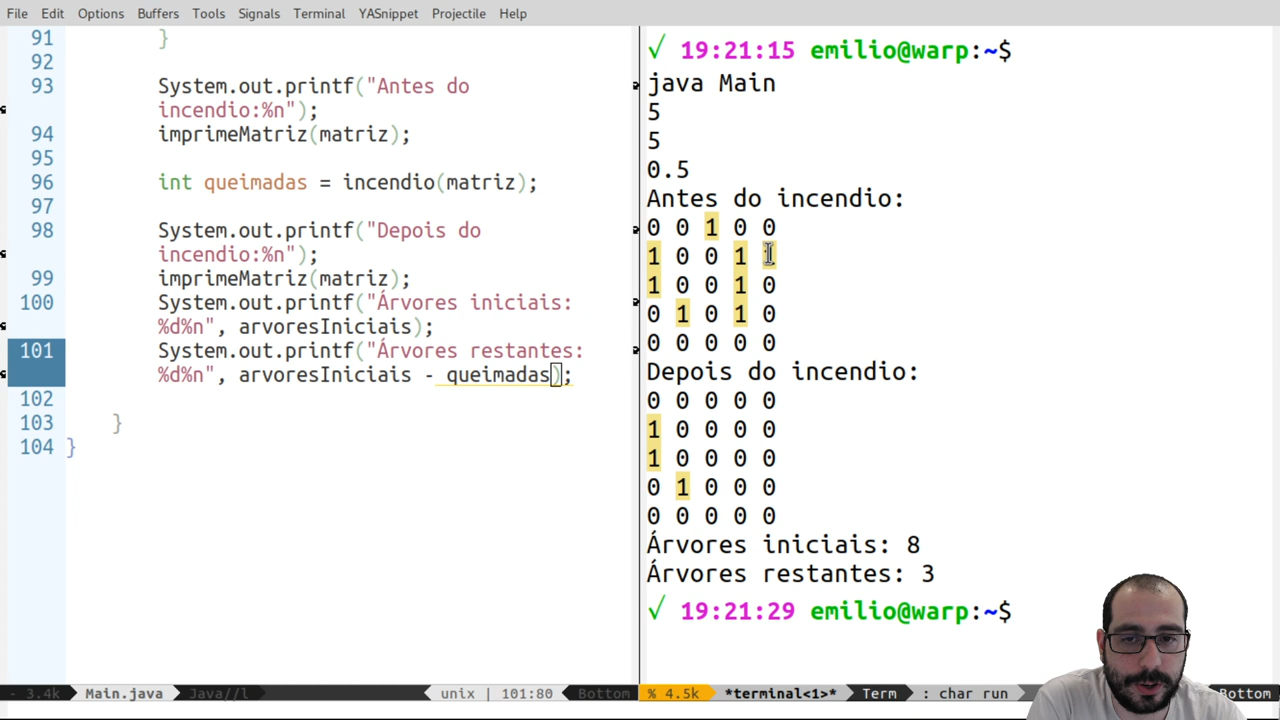 File Edit Options Buffers Tools Signals Terminal YASnippet Projectile Help
91 }
92
93 System.out.printf("Antes do
incendio:%n");
94 imprimeMatriz(matriz);
95
96 int queimadas = incendio(matriz);
97
98 System.out.printf("Depois do
incendio:%n");
99 imprimeMatriz(matriz);
100 System.out.printf("Árvores iniciais:
%d%n", arvoresIniciais);
101 System.out.printf("Árvores restantes:
%d%n", arvoresIniciais - queimadas);
102
103 }
104 }
- 3.4k Main.java Java//l unix | 101:80 Bottom
✓ 19:21:15 emilio@warp:~$
java Main
5
5
0.5
Antes do incendio:
0 0 1 0 0
1 0 0 1
1 0 0 1 0
0 1 0 1 0
0 0 0 0 0
Depois do incendio:
0 0 0 0 0
1 0 0 0 0
1 0 0 0 0
0 1 0 0 0
0 0 0 0 0
Árvores iniciais: 8
Árvores restantes: 3
✓ 19:21:29 emilio@warp:~$
% 4.5k *terminal<1>* Term : char run Bottom